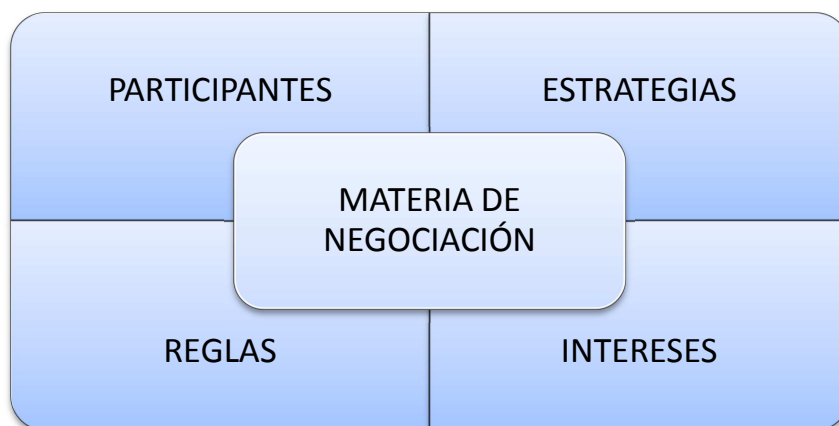 PARTICIPANTES
ESTRATEGIAS
MATERIA DE
NEGOCIACIÓN
REGLAS
INTERESES